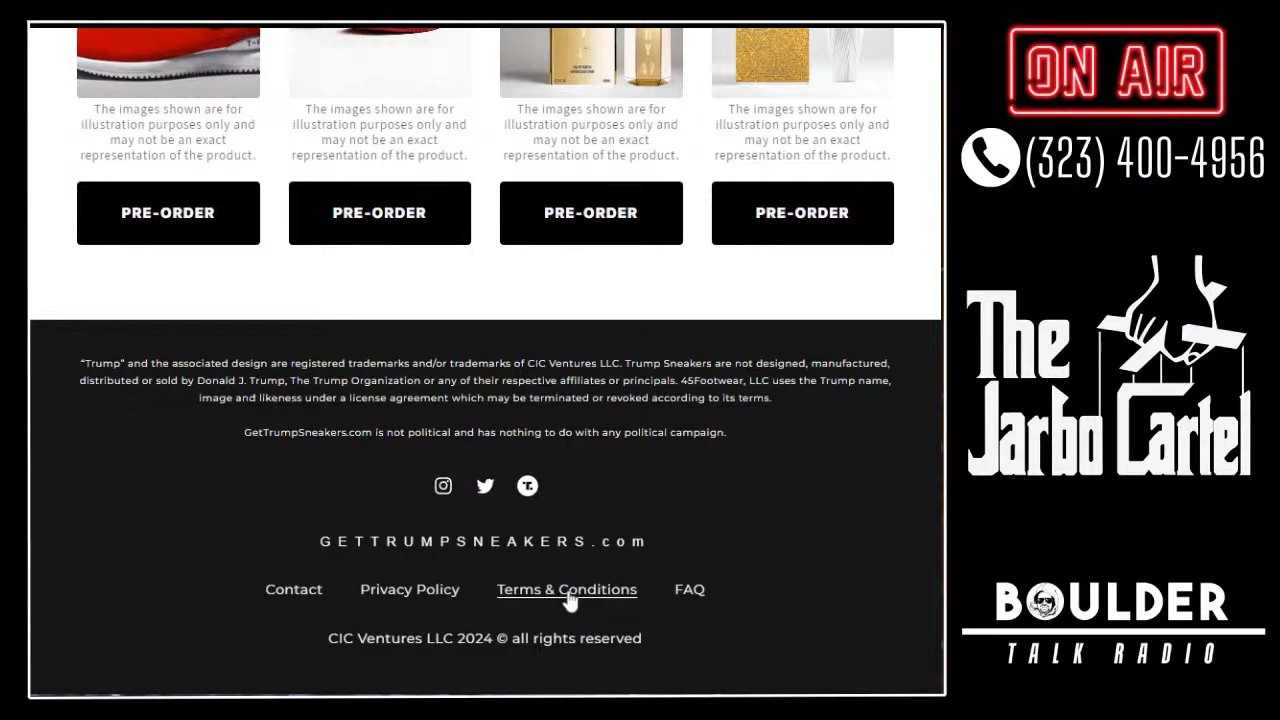 The images shown are for
illustration purposes only and
may not be an exact
representation of the product.
The images shown are for
illustration purposes only and
may not be an exact
representation of the product.
The images shown are for
illustration purposes only and
may not be an exact
representation of the product.
The images shown are for
illustration purposes only and
may not be an exact
representation of the product.
PRE-ORDER
PRE-ORDER
PRE-ORDER
PRE-ORDER
“Trump” and the associated design are registered trademarks and/or trademarks of CIC Ventures LLC. Trump Sneakers are not designed, manufactured,
distributed or sold by Donald J. Trump, The Trump Organization or any of their respective affiliates or principals. 45Footwear, LLC uses the Trump name,
image and likeness under a license agreement which may be terminated or revoked according to its terms.
GetTrumpSneakers.com is not political and has nothing to do with any political campaign.
GETTRUMPSNEAKERS.com
Contact Privacy Policy Terms & Conditions FAQ
CIC Ventures LLC 2024 © all rights reserved
ON AIR
(323) 400-4956
The
Jarbo Cartel
BOULDER
TALK RADIO